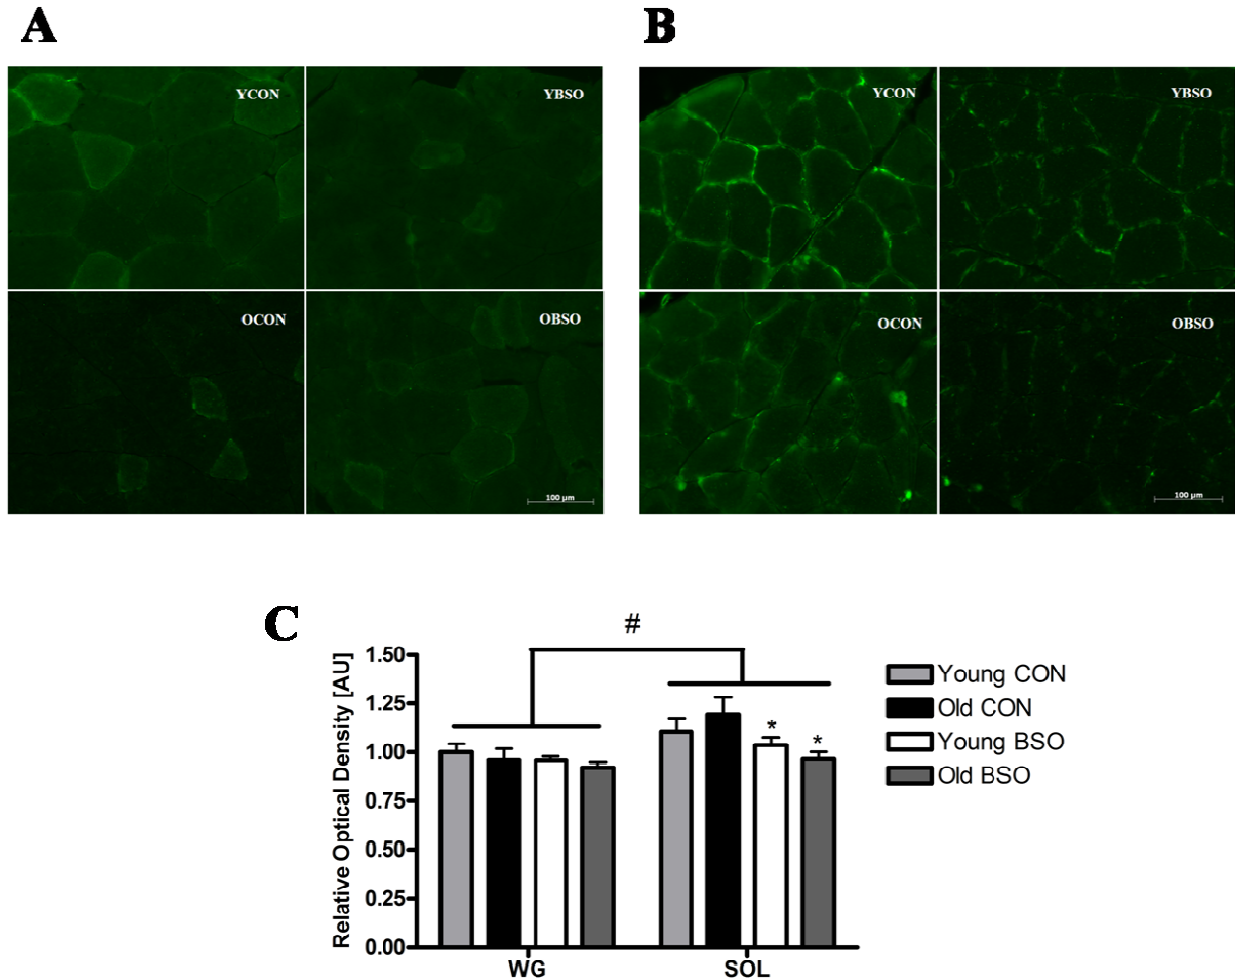 A
B
YCON
YBSO
YCON
YBSO
OCON
OBSO
OCON
OBSO
100 µm
100 µm
C
#
Relative Optical Density [AU]
1.50
1.25
1.00
0.75
0.50
0.25
0.00
*
*
WG
SOL
Young CON
Old CON
Young BSO
Old BSO